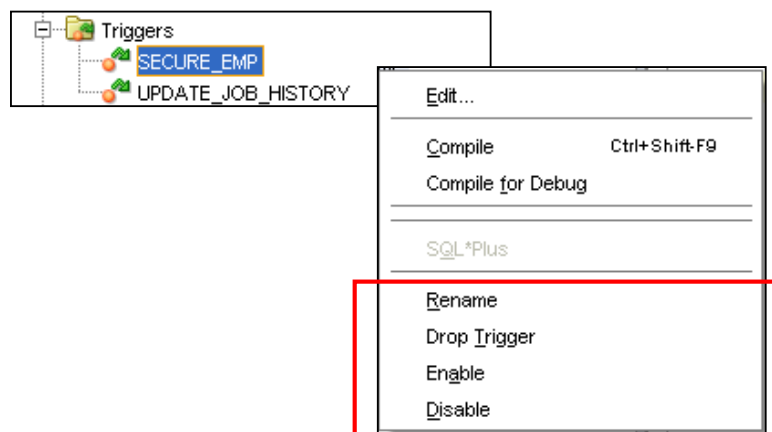 Triggers
SECURE_EMP
UPDATE_JOB_HISTORY
Edit...
Compile Ctrl+Shift-F9
Compile for Debug
SQL*Plus
Rename
Drop Trigger
Enable
Disable